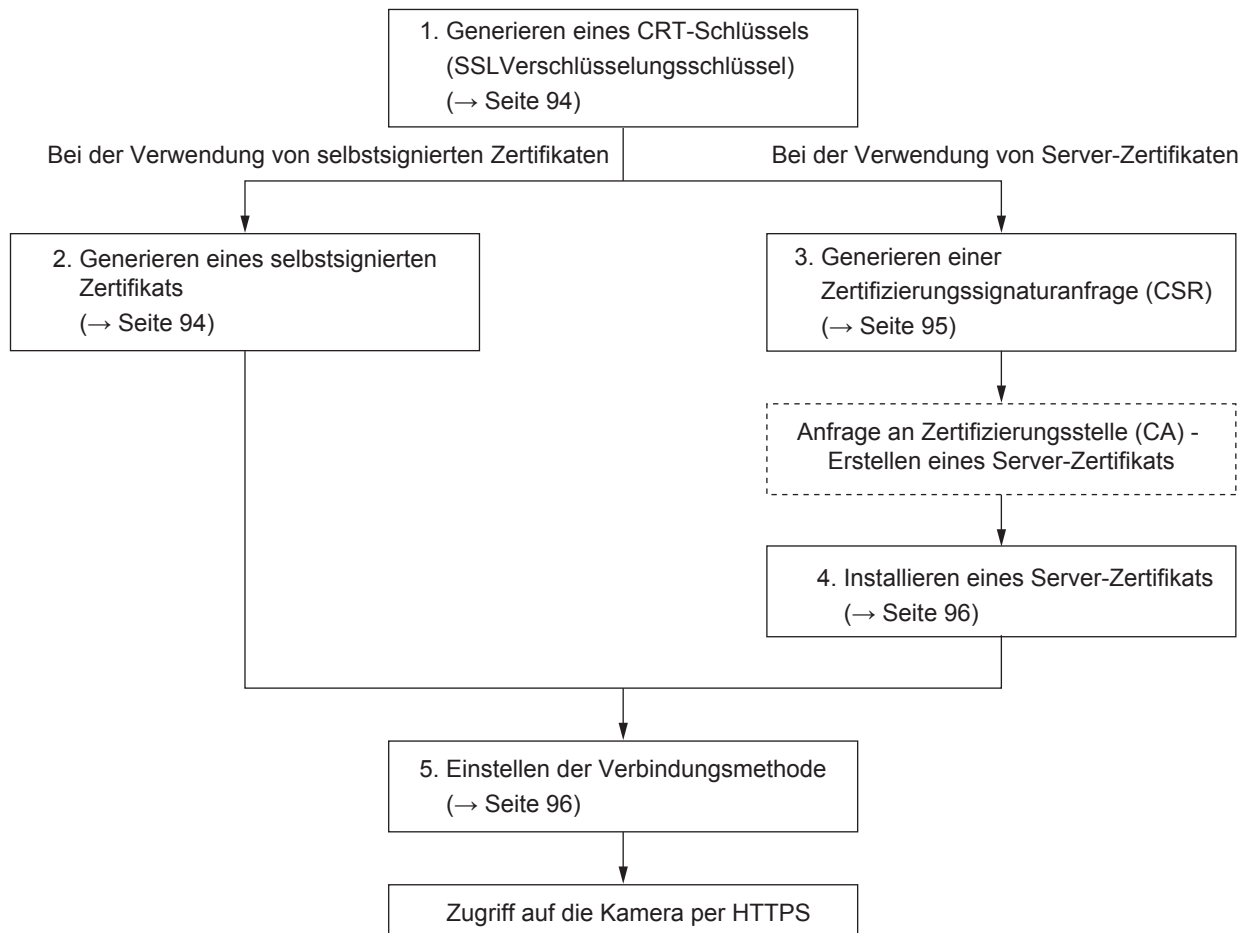 1. Generieren eines CRT-Schlüssels
(SSLVerschlüsselungsschlüssel)
(→ Seite 94)
Bei der Verwendung von selbstsignierten Zertifikaten
Bei der Verwendung von Server-Zertifikaten
2. Generieren eines selbstsignierten
Zertifikats
(→ Seite 94)
3. Generieren einer
Zertifizierungssignaturanfrage (CSR)
(→ Seite 95)
Anfrage an Zertifizierungsstelle (CA) -
Erstellen eines Server-Zertifikats
4. Installieren eines Server-Zertifikats
(→ Seite 96)
5. Einstellen der Verbindungsmethode
(→ Seite 96)
Zugriff auf die Kamera per HTTPS